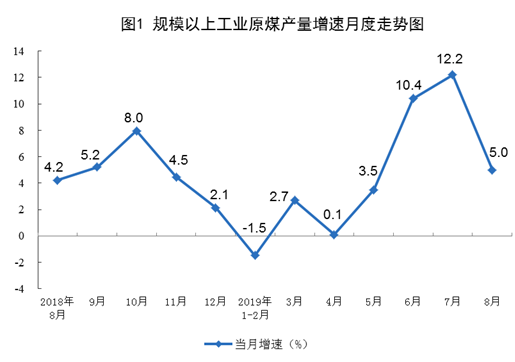 图1 规模以上工业原煤产量增速月度走势图
14
12
10
8
6
4
2
0
-2
-4
4.2
5.2
8.0
4.5
2.1
-1.5
2.7
0.1
3.5
10.4
12.2
5.0
2018年
8月
9月
10月
11月
12月
2019年
1-2月
3月
4月
5月
6月
7月
8月
当月增速（%）